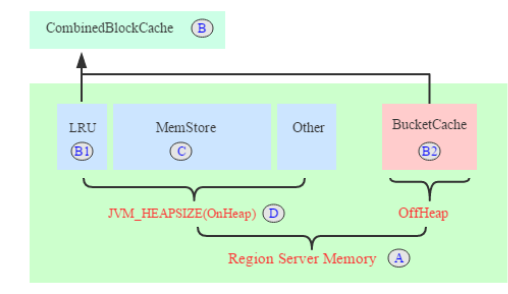 CombinedBlockCache B
LRU MemStore Other BucketCache
B1 C B2
JVM_HEAPSIZE(OnHeap) D OffHeap
Region Server Memory A